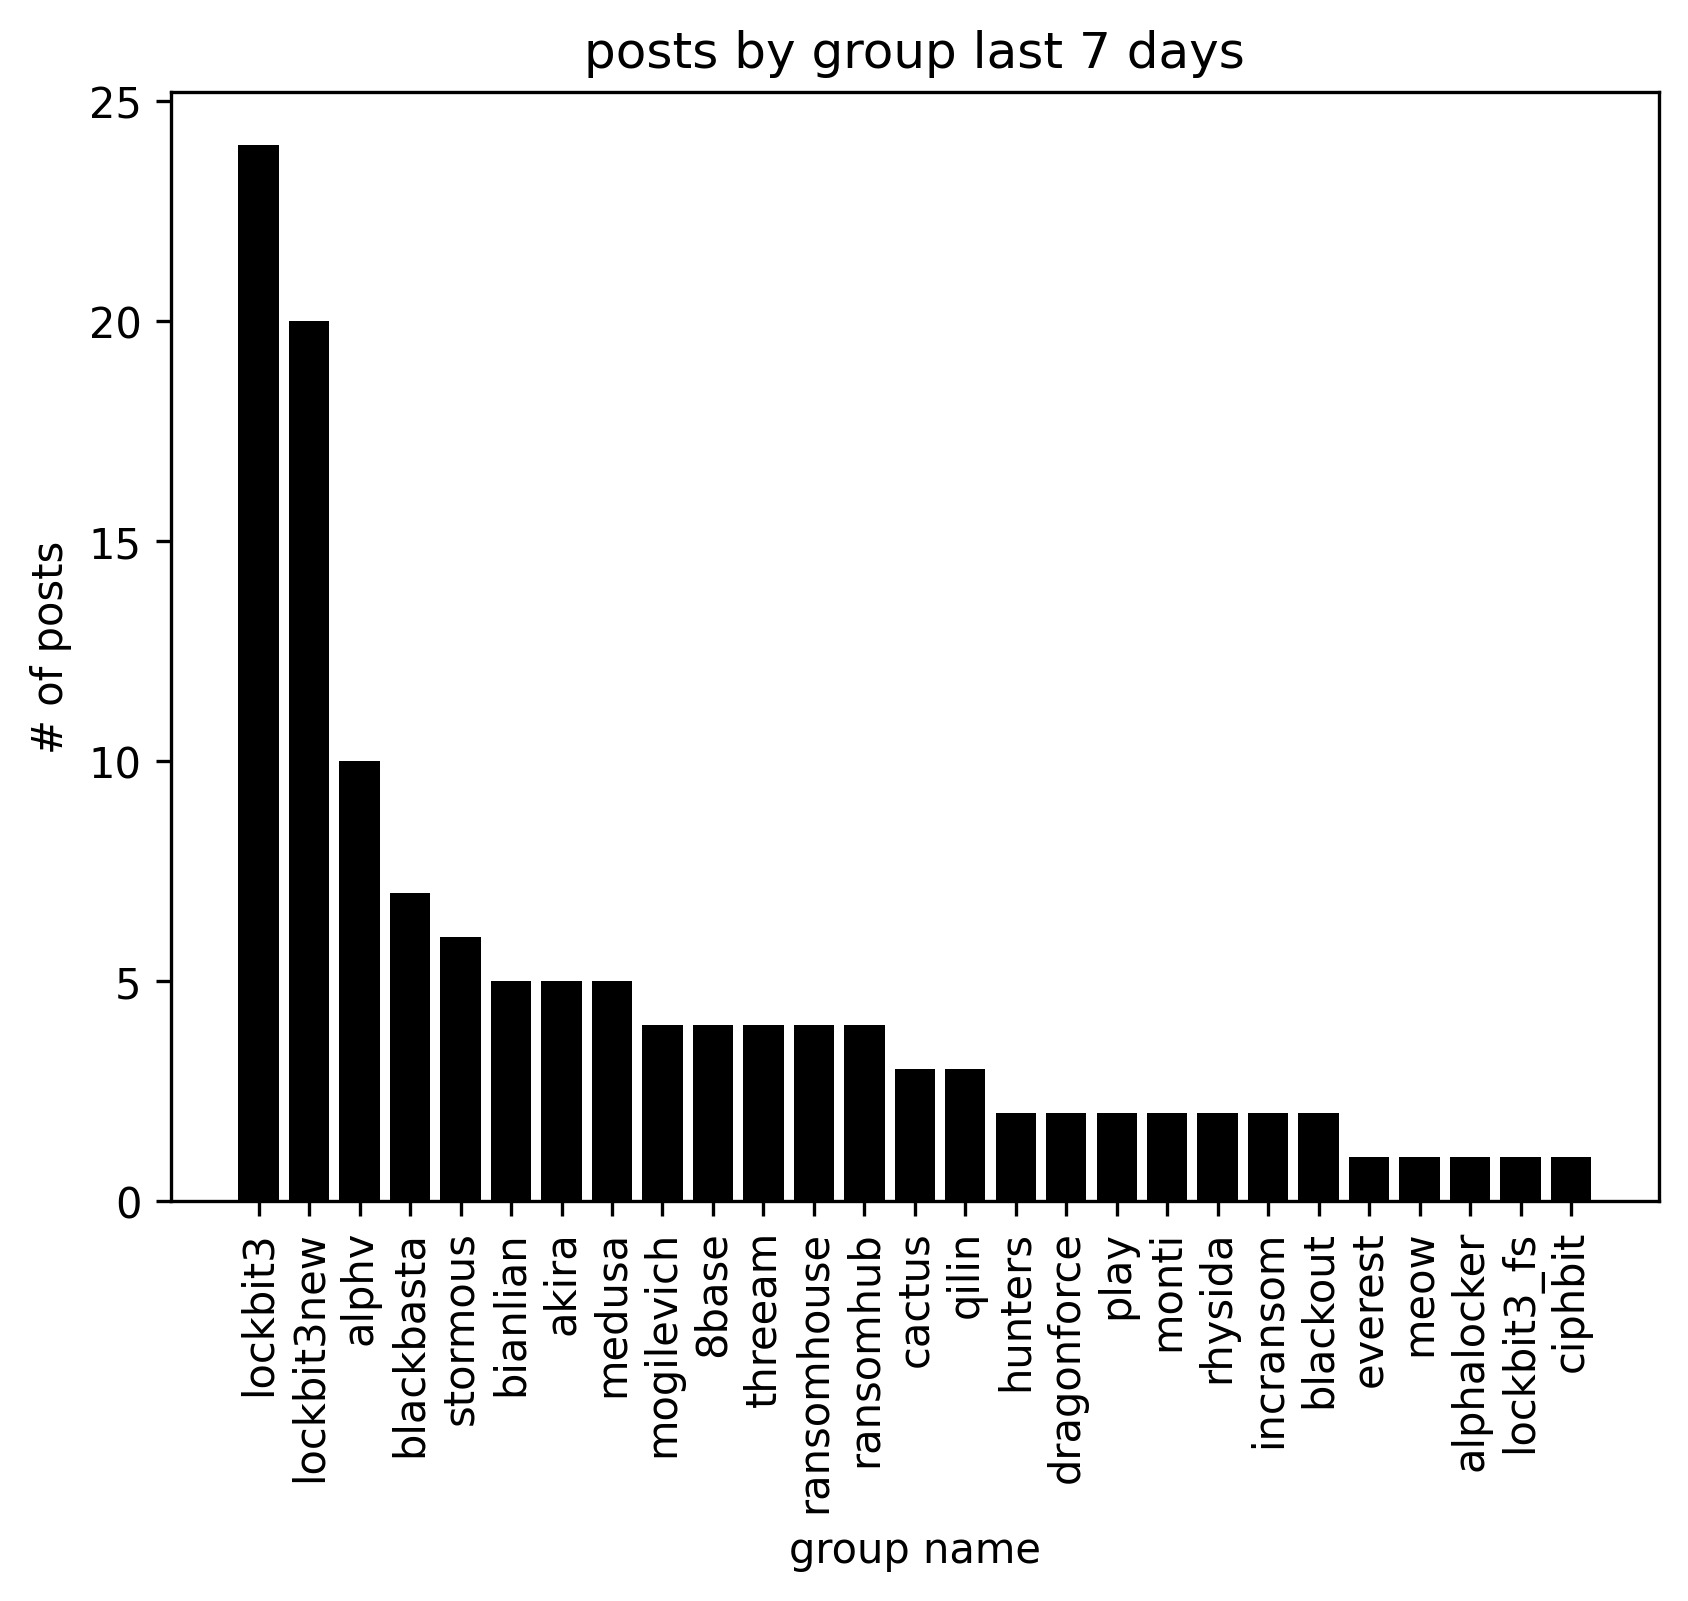 posts by group last 7 days
# of posts
25
20
15
10
5
0
lockbit3
lockbit3new
alphv
blackbasta
stormous
bianlian
akira
medusa
mogilevich
8base
threeam
ransomhouse
ransomhub
cactus
qilin
hunters
dragonforce
play
monti
rhysida
incransom
blackout
everest
meow
alphalocker
lockbit3_fs
ciphbit
group name